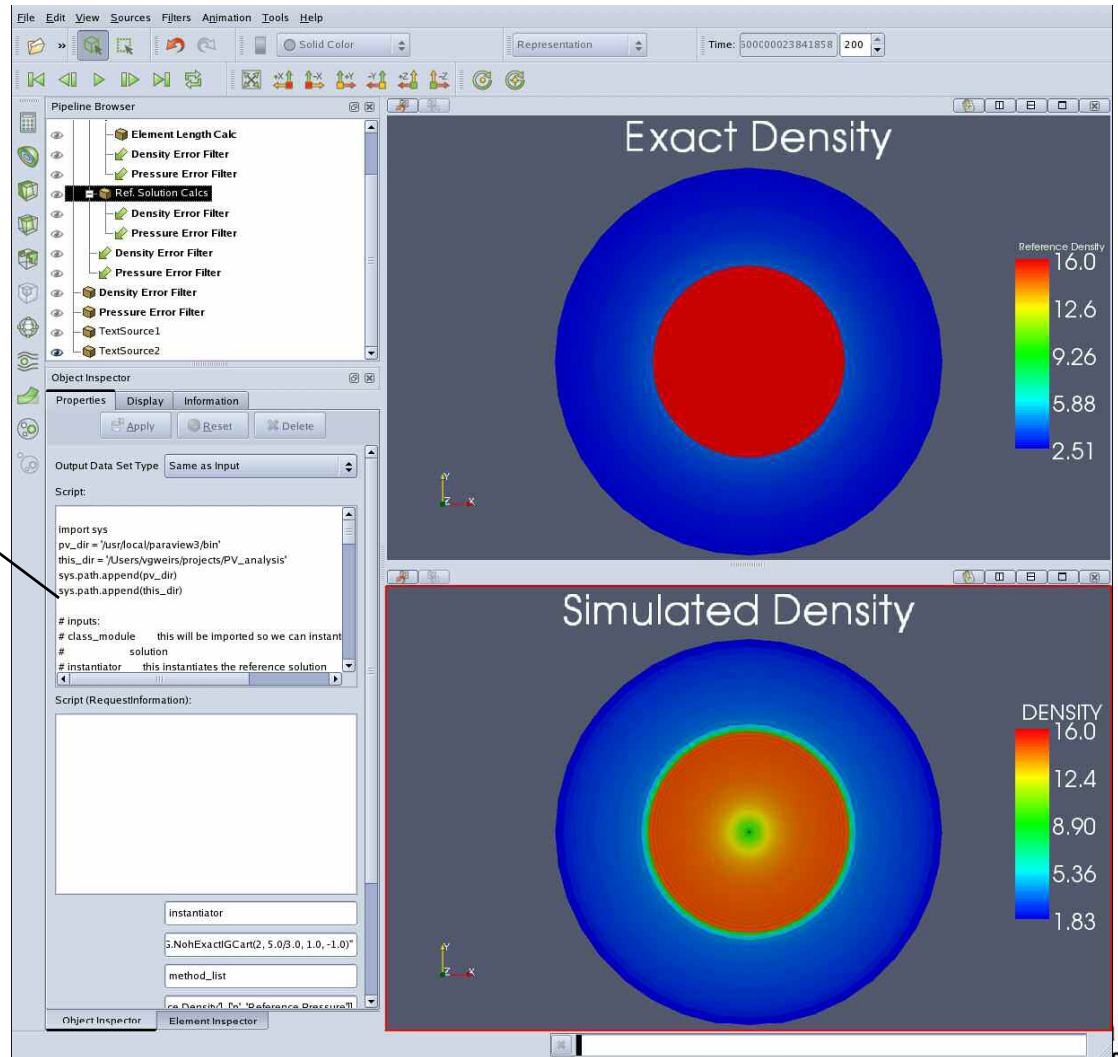 File Edit View Sources Filters Animation Tools Help
» Solid Color Representation Time: 500C00023841858 200
+X -X +Y -Y +Z -Z
Pipeline Browser
Element Length Calc
Density Error Filter
Pressure Error Filter
Ref. Solution Calcs
Density Error Filter
Pressure Error Filter
Density Error Filter
Pressure Error Filter
Density Error Filter
Pressure Error Filter
TextSource1
TextSource2
Object Inspector
Properties Display Information
Apply Reset Delete
Output Data Set Type Same as Input
Script:
import sys
pv_dir = '/usr/local/paraview3/bin'
this_dir = '/Users/vgweirs/projects/PV_analysis'
sys.path.append(pv_dir)
sys.path.append(this_dir)
# inputs:
# class_module this will be imported so we can instant
# solution
# instantiator this instantiates the reference solution
Script (RequestInformation):
instantiator
.NohExactIGCart(2, 5.0/3.0, 1.0, -1.0)"
method_list
ce Density'], ['p', 'Reference Pressure']]
Object Inspector Element Inspector
Exact Density
Reference Density
16.0
12.6
9.26
5.88
2.51
Y
Z X
Simulated Density
DENSITY
16.0
12.4
8.90
5.36
1.83
Y
Z X